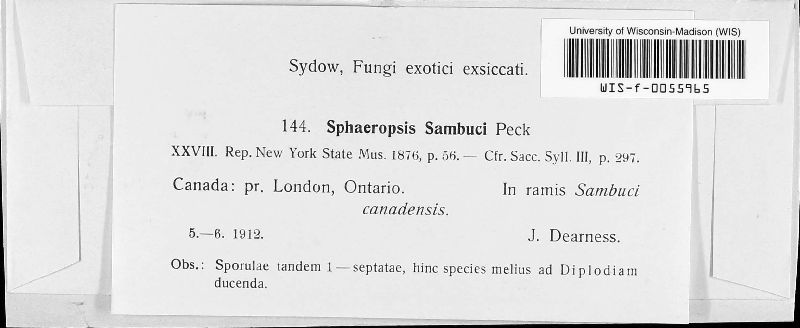 University of Wisconsin-Madison (WIS)
WIS-f-0055965
Sydow, Fungi exotici exsiccati.
144. Sphaeropsis Sambuci Peck
XXVIII. Rep. New York State Mus. 1876, p. 56. — Cfr. Sacc. Syll. III, p. 297.
Canada: pr. London, Ontario. In ramis Sambuci
canadensis.
5.—6. 1912. J. Dearness.
Obs.: Sporulae tandem 1—septatae, hinc species melius ad Diplodiam
ducenda.